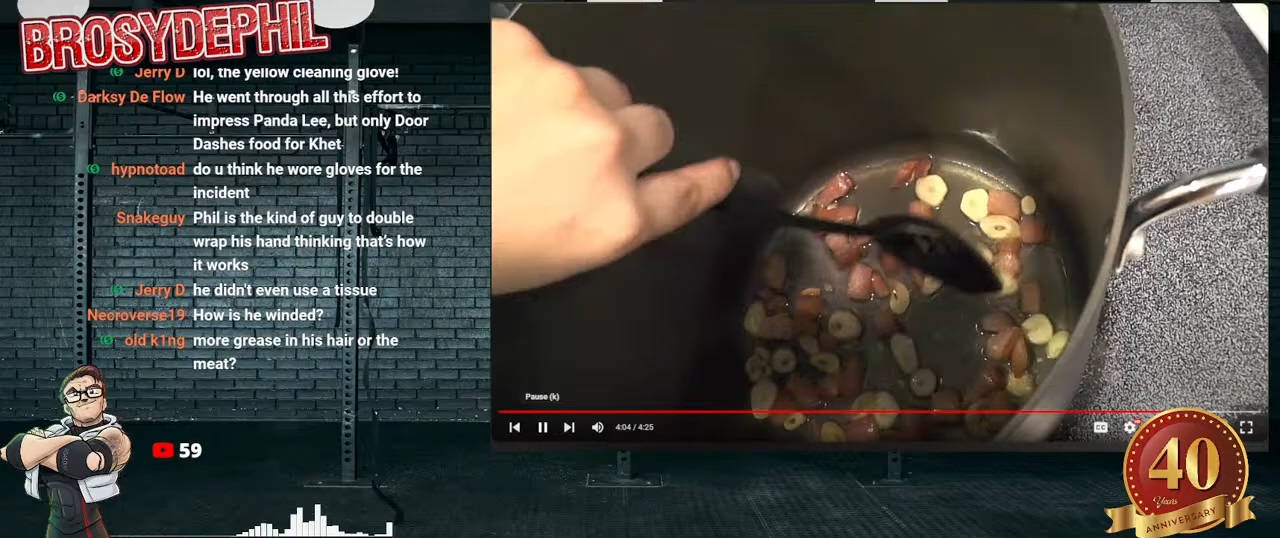 BROSYDEPHIL
Jerry D lol, the yellow cleaning glove!
Darksy De Flow He went through all this effort to
impress Panda Lee, but only Door
Dashes food for Khet
hypnotoad do u think he wore gloves for the
incident
Snakeguy Phil is the kind of guy to double
wrap his hand thinking that's how
it works
Jerry D he didn't even use a tissue
Necroverse19 How is he winded?
old k1ng more grease in his hair or the
meat?
59
Pause (k)
4:04 / 4:25
CC
40
Years
ANNIVERSARY